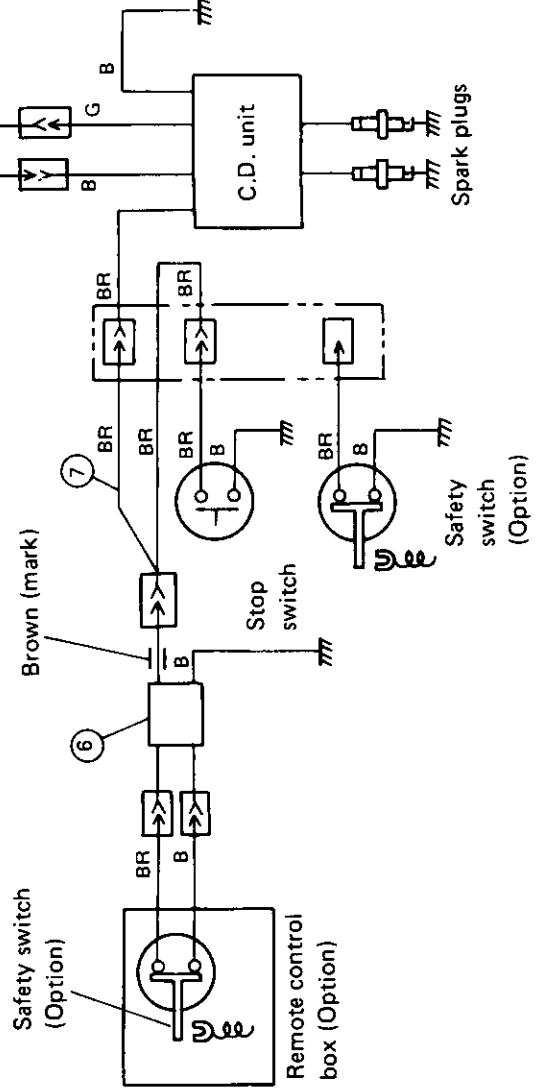 Safety switch
(Option)
BR
B
Remote control
box (Option)
6
Brown (mark)
B
7
Stop
switch
BR
BR
BR
BR
BR
B
BR
B
Safety
switch
(Option)
B
G
B
C.D. unit
Spark plugs